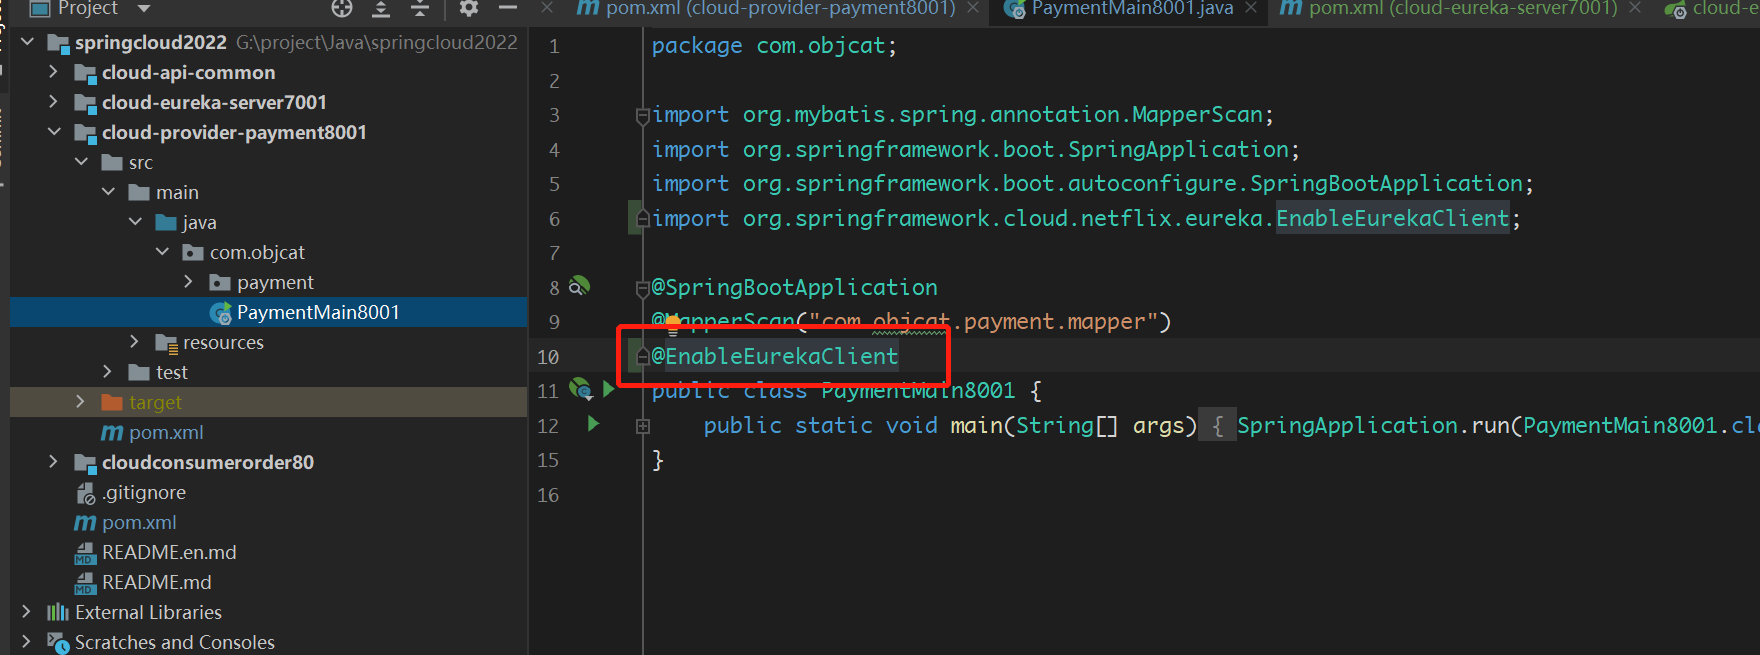 Project
pom.xml (cloud-provider-payment8001)
PaymentMain8001.java
pom.xml (cloud-eureka-server7001)
cloud-e
springcloud2022 G:\project\Java\springcloud2022
cloud-api-common
cloud-eureka-server7001
cloud-provider-payment8001
src
main
java
com.objcat
payment
PaymentMain8001
resources
test
target
pom.xml
cloudconsumerorder80
.gitignore
pom.xml
README.en.md
README.md
External Libraries
Scratches and Consoles
1 package com.objcat;
2
3 import org.mybatis.spring.annotation.MapperScan;
4 import org.springframework.boot.SpringApplication;
5 import org.springframework.boot.autoconfigure.SpringBootApplication;
6 import org.springframework.cloud.netflix.eureka.EnableEurekaClient;
7
8 @SpringBootApplication
9 @MapperScan("com.objcat.payment.mapper")
10 @EnableEurekaClient
11 public class PaymentMain8001 {
12 public static void main(String[] args) { SpringApplication.run(PaymentMain8001.cla
15 }
16